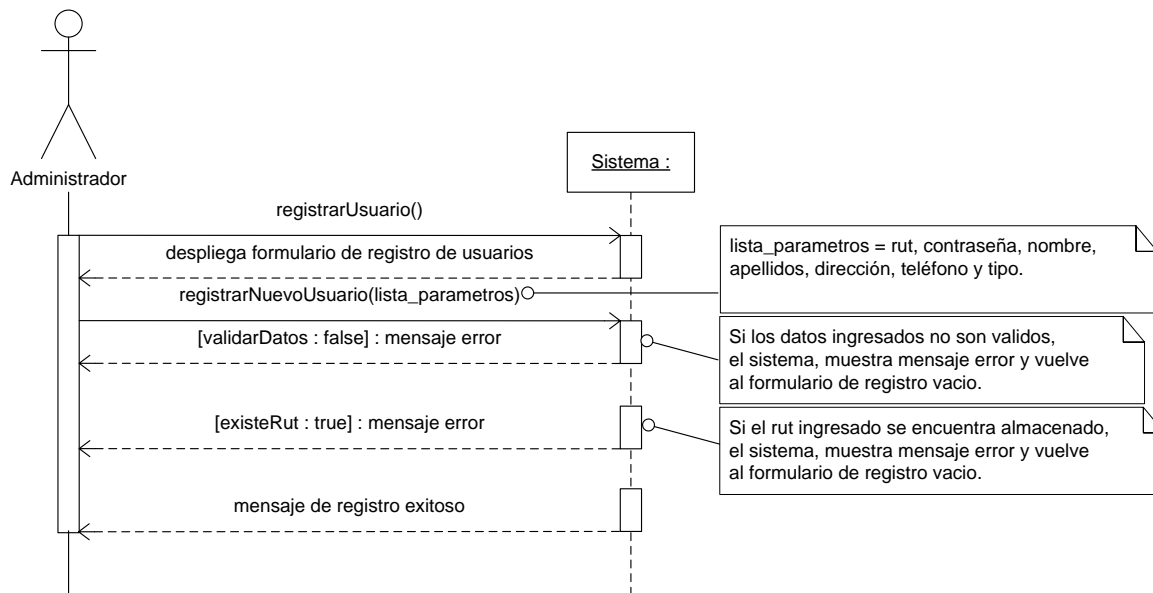 Administrador
Sistema :
registrarUsuario()
despliega formulario de registro de usuarios
registrarNuevoUsuario(lista_parametros)
lista_parametros = rut, contraseña, nombre,
apellidos, dirección, teléfono y tipo.
[validarDatos : false] : mensaje error
Si los datos ingresados no son validos,
el sistema, muestra mensaje error y vuelve
al formulario de registro vacio.
[existeRut : true] : mensaje error
Si el rut ingresado se encuentra almacenado,
el sistema, muestra mensaje error y vuelve
al formulario de registro vacio.
mensaje de registro exitoso